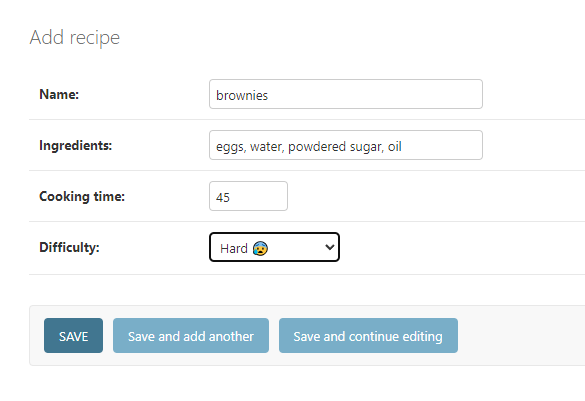 Add recipe
Name: brownies
Ingredients: eggs, water, powdered sugar, oil
Cooking time: 45
Difficulty: Hard 😰
SAVE Save and add another Save and continue editing